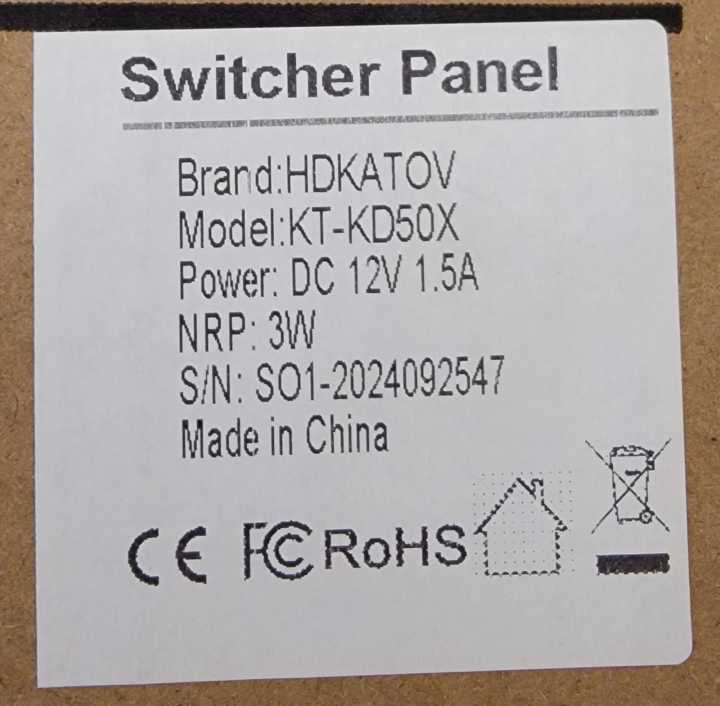 Switcher Panel
Brand:HDKATOV
Model:KT-KD50X
Power: DC 12V 1.5A
NRP: 3W
S/N: SO1-2024092547
Made in China
CE FC RoHS